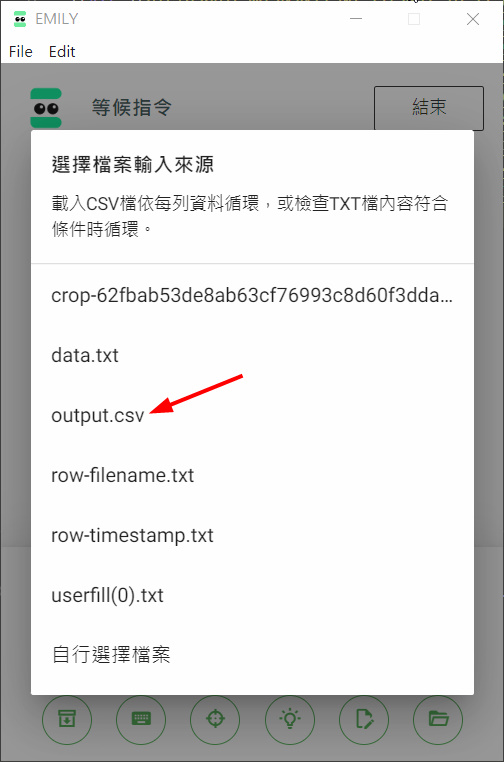 EMILY
File Edit
等候指令
結束
選擇檔案輸入來源
載入CSV檔依每列資料循環，或檢查TXT檔內容符合
條件時循環。
crop-62fbab53de8ab63cf76993c8d60f3dda...
data.txt
output.csv
row-filename.txt
row-timestamp.txt
userfill(0).txt
自行選擇檔案